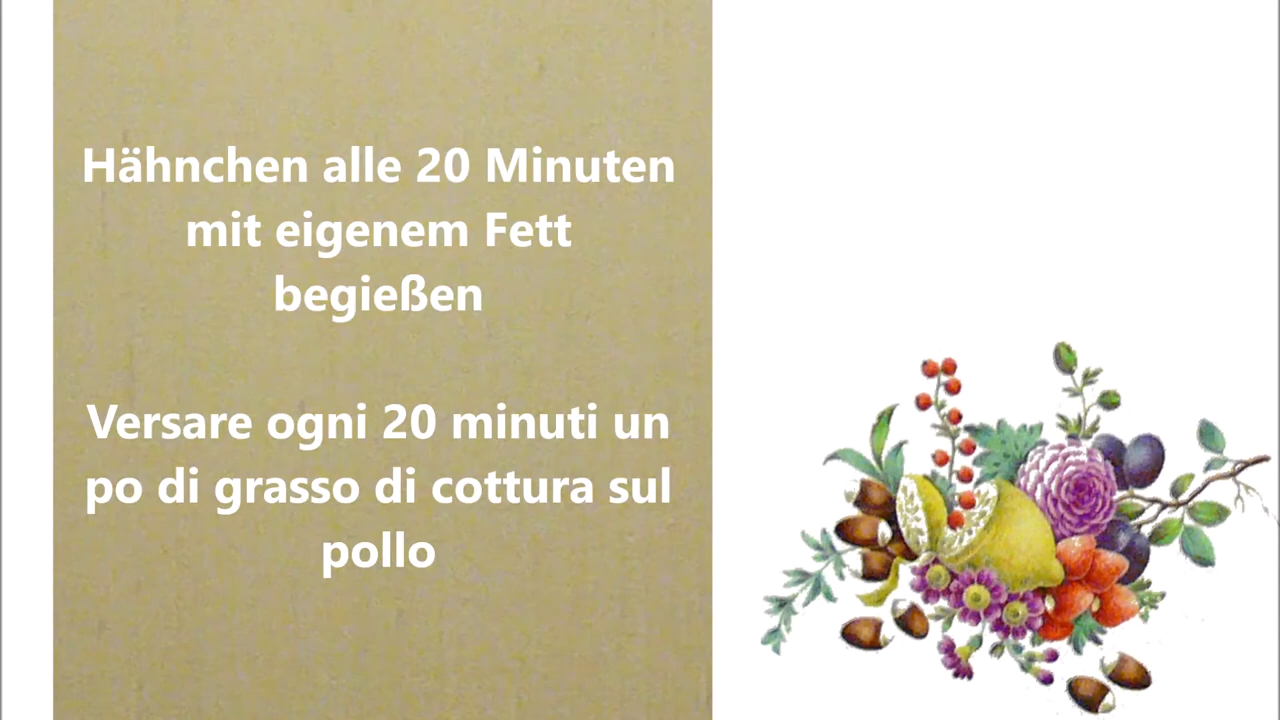 Hähnchen alle 20 Minuten
mit eigenem Fett
begießen
Versare ogni 20 minuti un
po di grasso di cottura sul
pollo